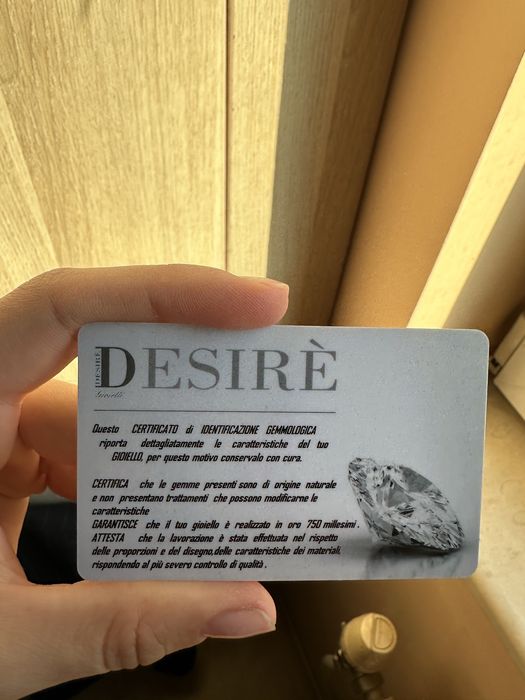 DESIRÈ
DESIRÈ
Gioielli
Questo CERTIFICATO di IDENTIFICAZIONE GEMMOLOGICA
riporta dettagliatamente le caratteristiche del tuo
GIOIELLO, per questo motivo conservalo con cura.
CERTIFICA che le gemme presenti sono di origine naturale
e non presentano trattamenti che possono modificarne le
caratteristiche
GARANTISCE che il tuo gioiello è realizzato in oro 750 millesimi.
ATTESTA che la lavorazione è stata effettuata nel rispetto
delle proporzioni e del disegno,delle caratteristiche dei materiali,
rispondendo al più severo controllo di qualità.